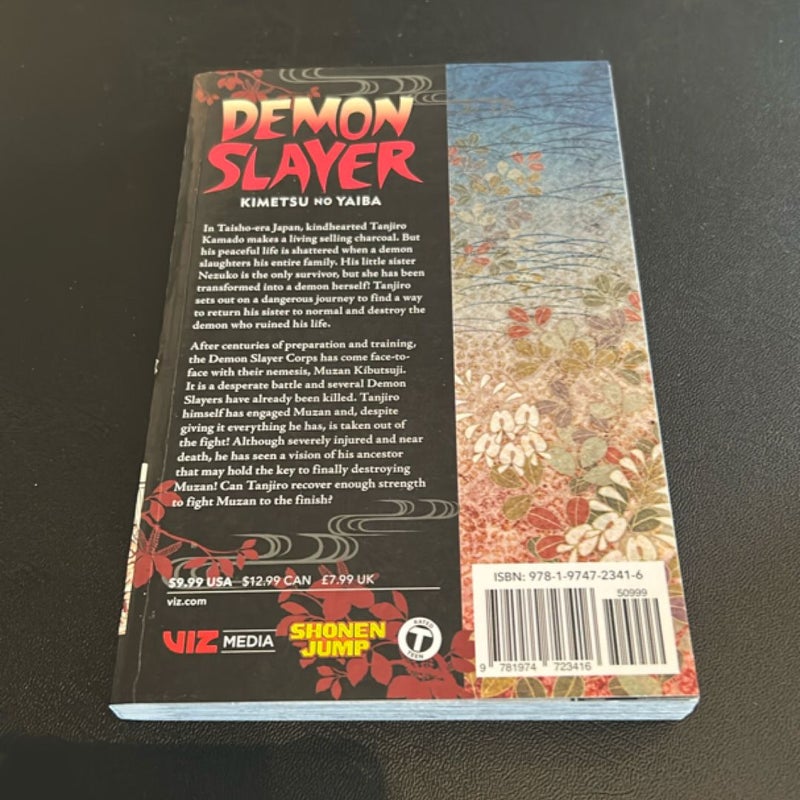 DEMON
SLAYER
KIMETSU NO YAIBA
In Taisho-era Japan, kindhearted Tanjiro
Kamado makes a living selling charcoal. But
his peaceful life is shattered when a demon
slaughters his entire family. His little sister
Nezuko is the only survivor, but she has been
transformed into a demon herself! Tanjiro
sets out on a dangerous journey to find a way
to return his sister to normal and destroy the
demon who ruined his life.
After centuries of preparation and training,
the Demon Slayer Corps has come face-to-
face with their nemesis, Muzan Kibutsuji.
It is a desperate battle and several Demon
Slayers have already been killed. Tanjiro
himself has engaged Muzan and, despite
giving it everything he has, is taken out of
the fight! Although severely injured and near
death, he has seen a vision of his ancestor
that may hold the key to finally destroying
Muzan! Can Tanjiro recover enough strength
to fight Muzan to the finish?
$9.99 USA $12.99 CAN £7.99 UK
viz.com
VIZ MEDIA
SHONEN
JUMP
RATED
T
TEEN
ISBN: 978-1-9747-2341-6
50999
9 781974 723416